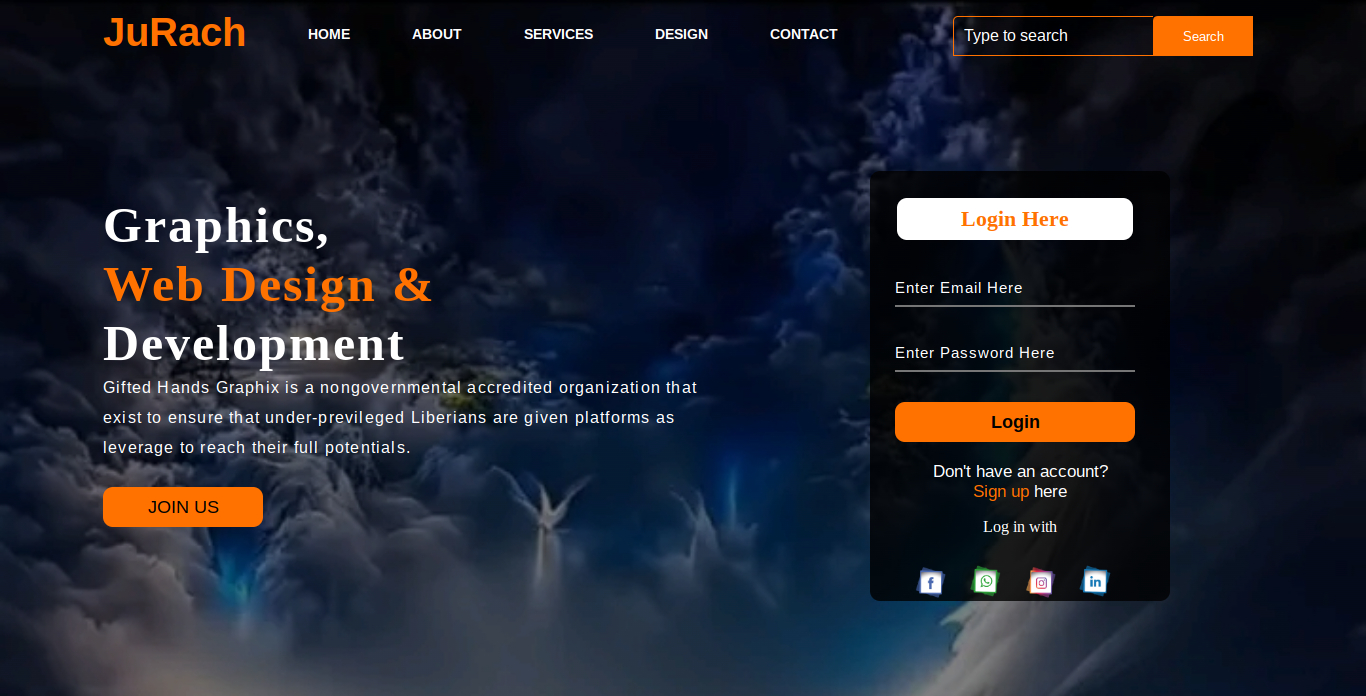 JuRach
HOME ABOUT SERVICES DESIGN CONTACT
Type to search
Search
Graphics,
Web Design &
Development
Gifted Hands Graphix is a nongovernmental accredited organization that
exist to ensure that under-previleged Liberians are given platforms as
leverage to reach their full potentials.
JOIN US
Login Here
Enter Email Here
Enter Password Here
Login
Don't have an account?
Sign up here
Log in with